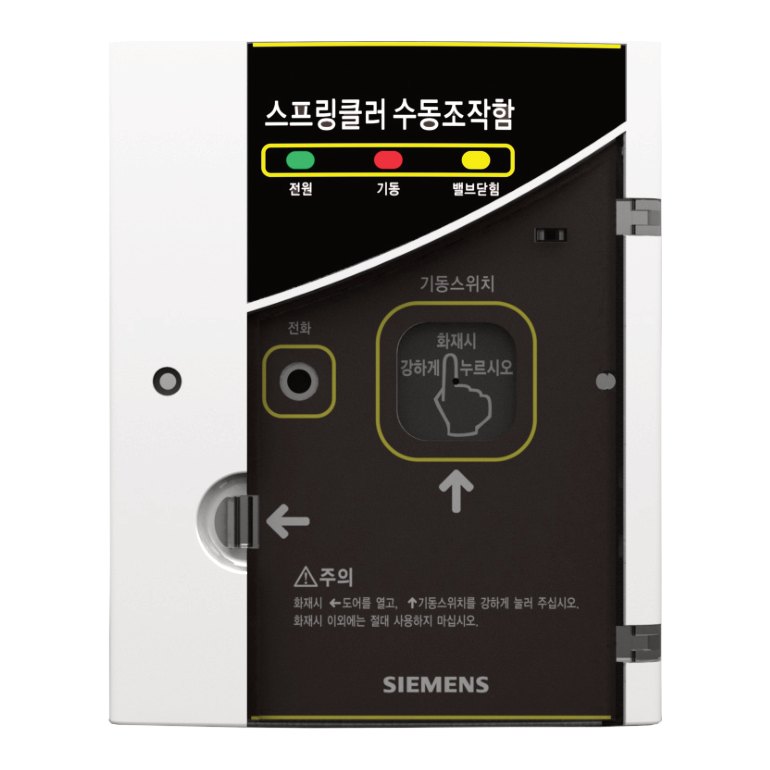 스프링클러 수동조작함
전원 기동 밸브닫힘
기동스위치
전화
화재시
강하게 누르시오
주의
화재시 ←도어를 열고, ↑기동스위치를 강하게 눌러 주십시오.
화재시 이외에는 절대 사용하지 마십시오.
SIEMENS